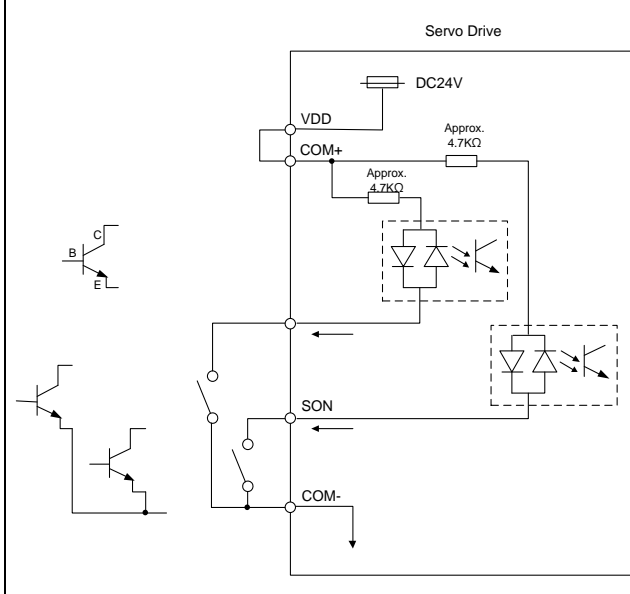 Servo Drive
DC24V
VDD
Approx.
4.7KΩ
COM+
Approx.
4.7KΩ
C
B
E
SON
COM-